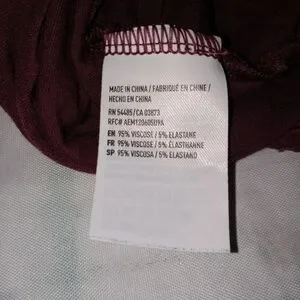 MADE IN CHINA / FABRIQUÉ EN CHINE /
HECHO EN CHINA
RN 54485/CA 03873
RFC# AEM12060509A
EN 95% VISCOSE / 5% ELASTANE
FR 95% VISCOSE / 5% ÉLASTHANNE
SP 95% VISCOSA / 5% ELASTANO